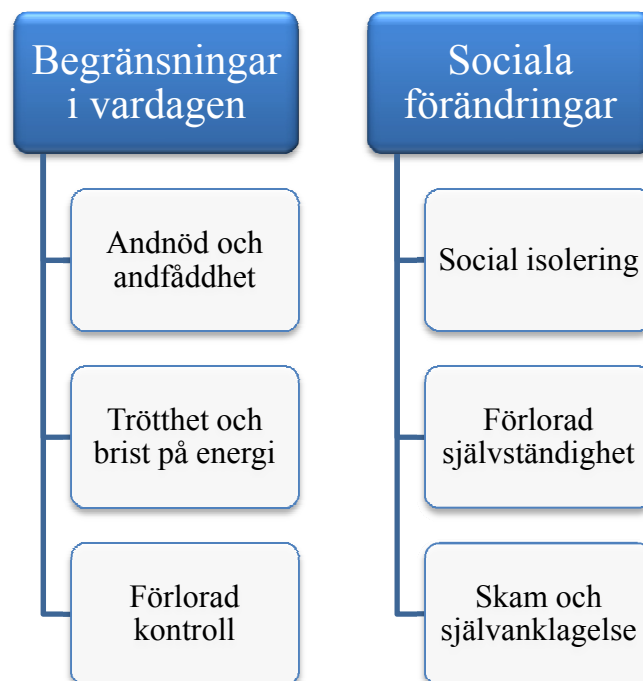 Begränsningar
i vardagen
Andnöd och
andfåddhet
Trötthet och
brist på energi
Förlorad
kontroll
Sociala
förändringar
Social isolering
Förlorad
självständighet
Skam och
självanklagelse